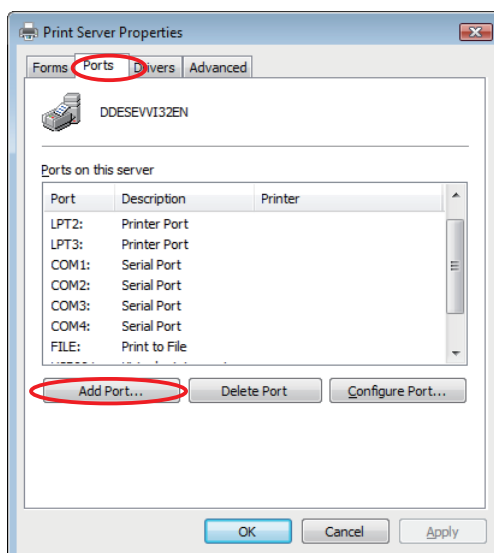 Print Server Properties
Forms Ports Drivers Advanced
DDESEVVI32EN
Ports on this server
Port Description Printer
LPT2: Printer Port
LPT3: Printer Port
COM1: Serial Port
COM2: Serial Port
COM3: Serial Port
COM4: Serial Port
FILE: Print to File
Add Port... Delete Port Configure Port...
OK Cancel Apply